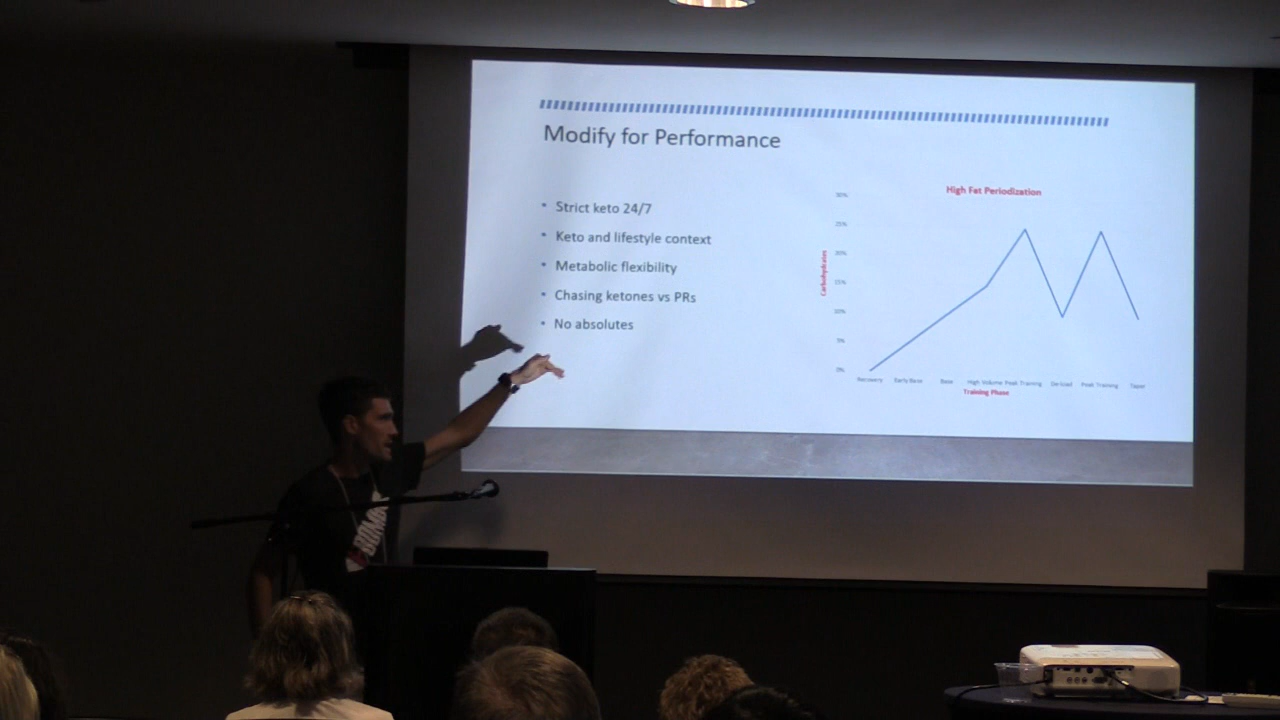 Modify for Performance
• Strict keto 24/7
• Keto and lifestyle context
• Metabolic flexibility
• Chasing ketones vs PRs
• No absolutes
High Fat Periodization
30%
25%
20%
15%
10%
5%
0%
Carbohydrates
Recovery Early Base Base High Volume Peak Training De-load Peak Training Taper
Training Phase